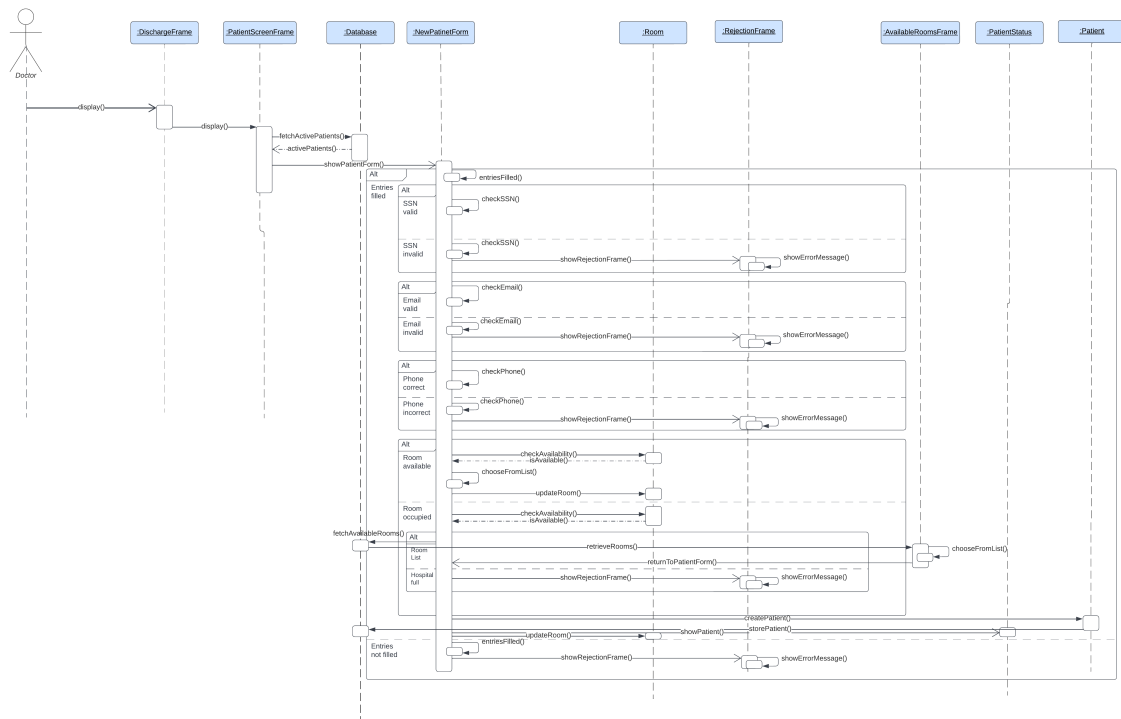 :DischargeFrame
:PatientScreenFrame
:Database
:NewPatinetForm
:Room
:RejectionFrame
:AvailableRoomsFrame
:PatientStatus
:Patient
Doctor
display()
display()
fetchActivePatients()
activePatients()
showPatientForm()
Alt
entriesFilled()
Entries
filled
Alt
SSN
valid
checkSSN()
SSN
invalid
checkSSN()
showRejectionFrame()
showErrorMessage()
Alt
Email
valid
checkEmail()
Email
invalid
checkEmail()
showRejectionFrame()
showErrorMessage()
Alt
Phone
correct
checkPhone()
Phone
incorrect
checkPhone()
showRejectionFrame()
showErrorMessage()
Alt
Room
available
checkAvailability()
isAvailable()
chooseFromList()
updateRoom()
Room
occupied
checkAvailability()
isAvailable()
fetchAvailableRooms()
Alt
Room
List
retrieveRooms()
chooseFromList()
returnToPatientForm()
Hospital
full
showRejectionFrame()
showErrorMessage()
createPatient()
storePatient()
showPatient()
updateRoom()
Entries
not filled
entriesFilled()
showRejectionFrame()
showErrorMessage()